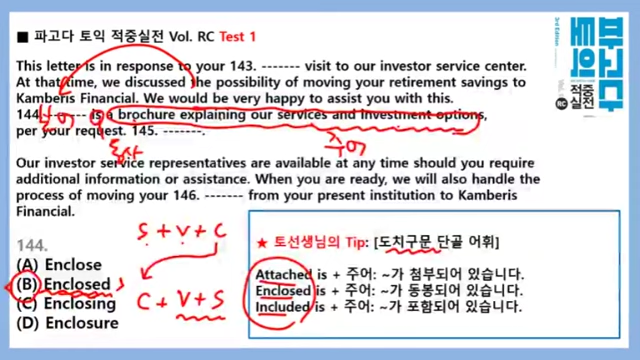 ■ 파고다 토익 적중실전 Vol. RC Test 1
파고다
토익
적중
실전
RC
This letter is in response to your 143. ------- visit to our investor service center.
At that time, we discussed the possibility of moving your retirement savings to
Kamberis Financial. We would be very happy to assist you with this.
144. ------- is a brochure explaining our services and investment options,
per your request. 145. -------.
보어
동사
주어
Our investor service representatives are available at any time should you require
additional information or assistance. When you are ready, we will also handle the
process of moving your 146. ------- from your present institution to Kamberis
Financial.
144.
(A) Enclose
(B) Enclosed
(C) Enclosing
(D) Enclosure
S + V + C
C + V + S
★ 토선생님의 Tip: [도치구문 단골 어휘]
Attached is + 주어: ~가 첨부되어 있습니다.
Enclosed is + 주어: ~가 동봉되어 있습니다.
Included is + 주어: ~가 포함되어 있습니다.